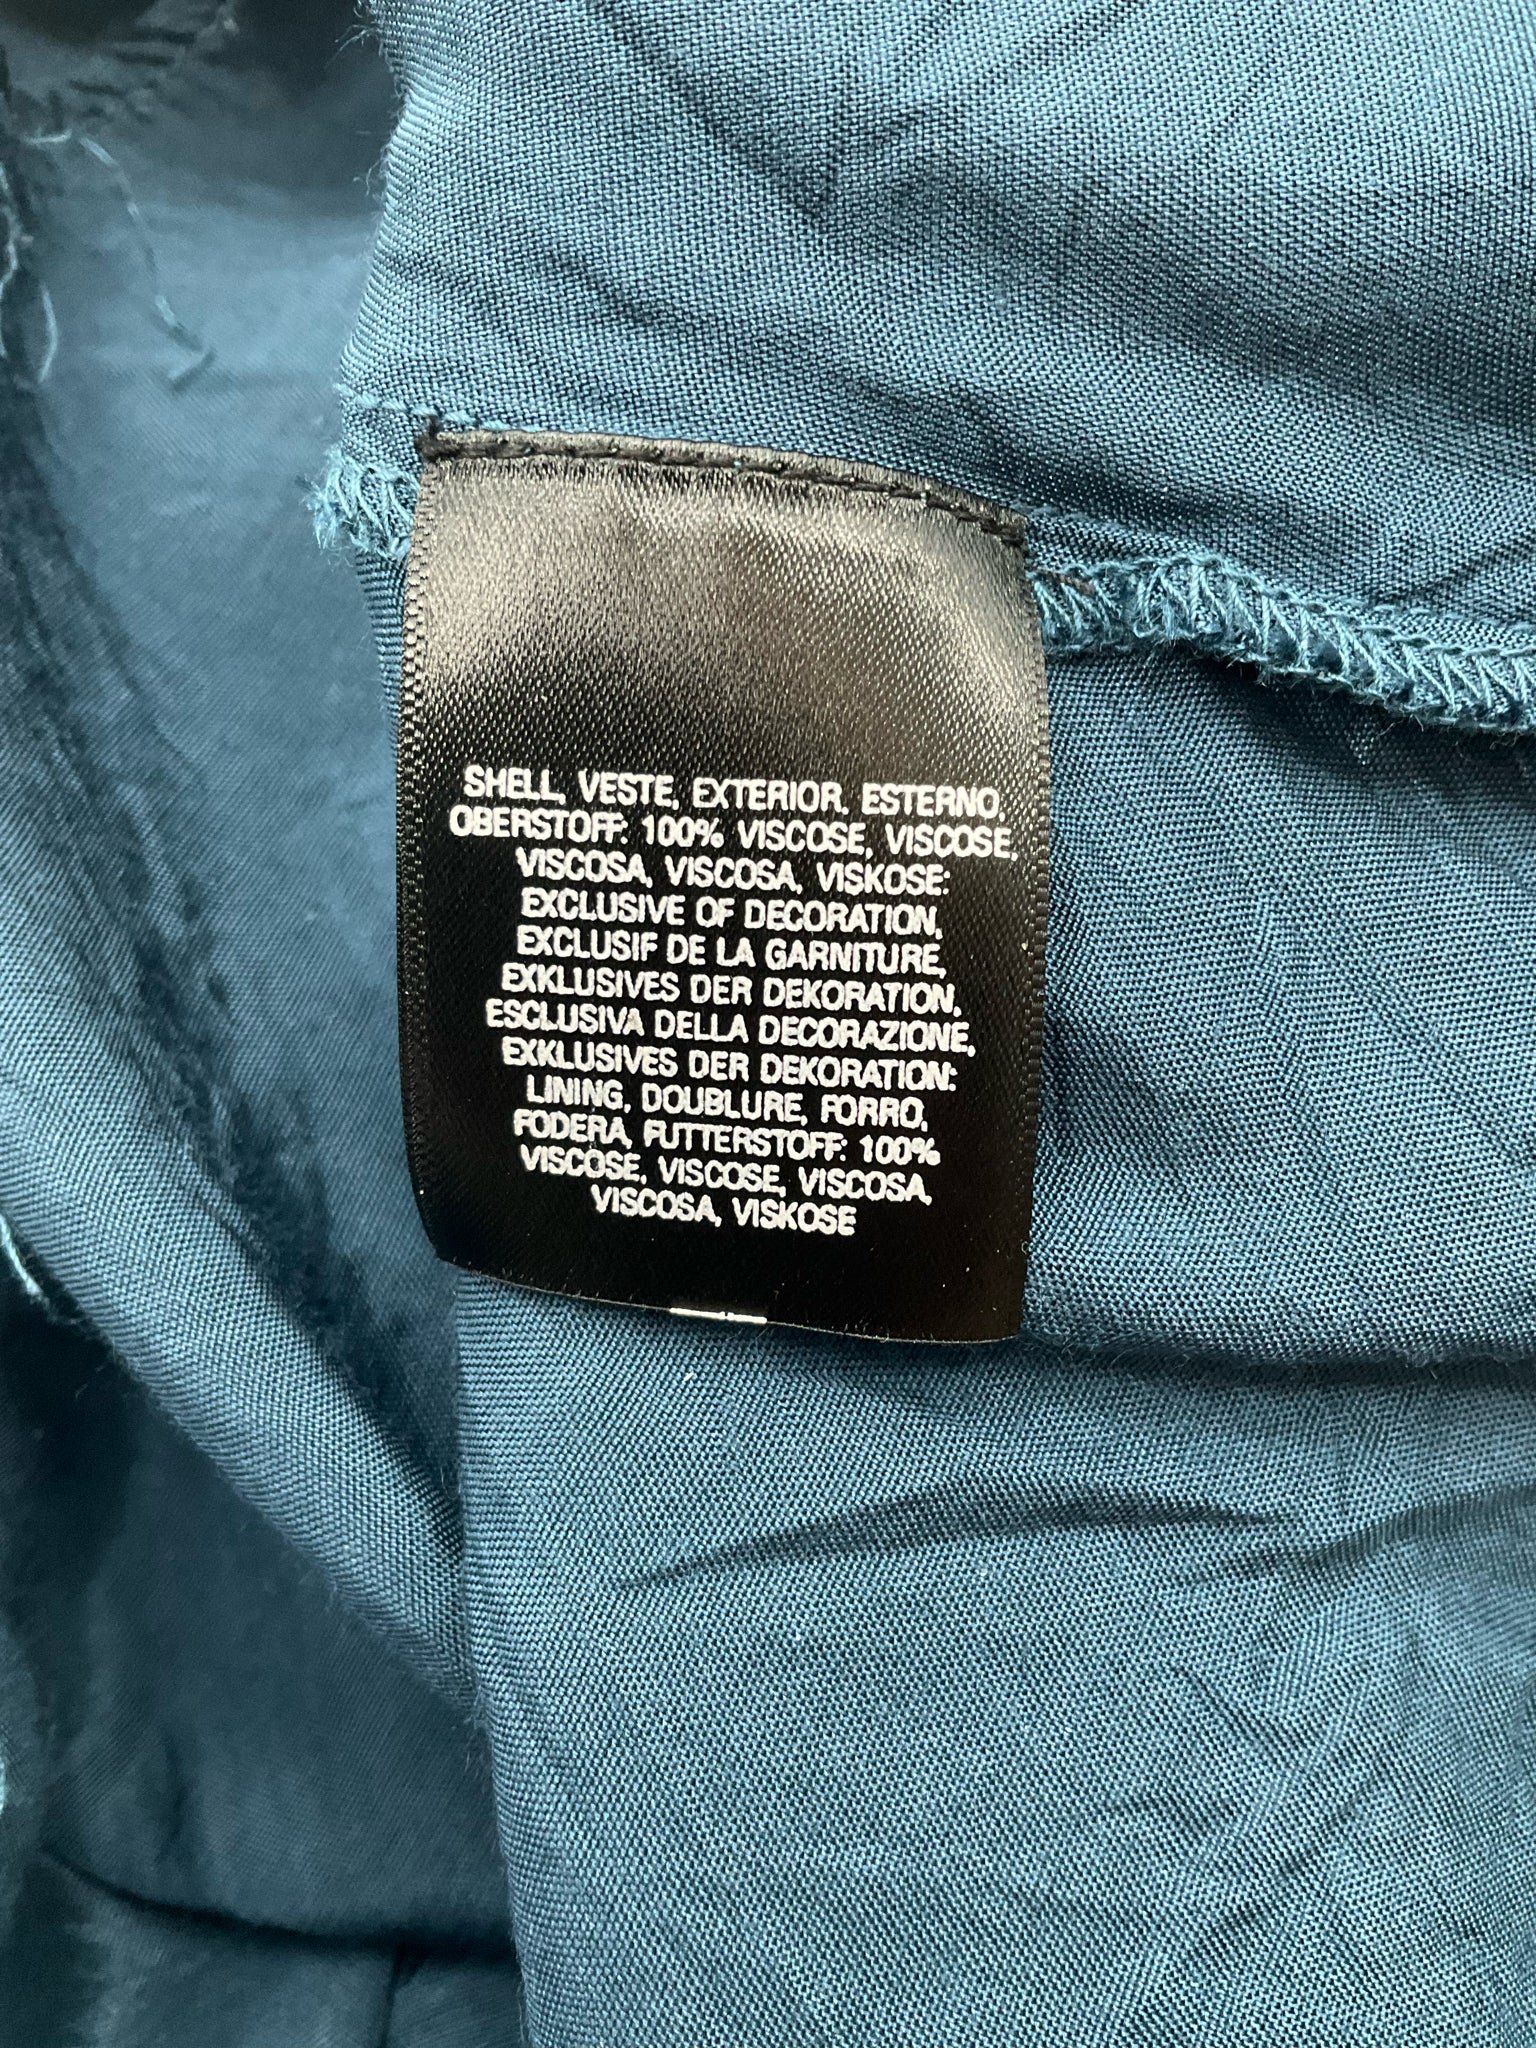 SHELL, VESTE, EXTERIOR, ESTERNO,
OBERSTOFF: 100% VISCOSE, VISCOSE,
VISCOSA, VISCOSA, VISKOSE:
EXCLUSIVE OF DECORATION,
EXCLUSIF DE LA GARNITURE,
EXKLUSIVES DER DEKORATION,
ESCLUSIVA DELLA DECORAZIONE,
EXKLUSIVES DER DEKORATION:
LINING, DOUBLURE, FORRO,
FODERA, FUTTERSTOFF: 100%
VISCOSE, VISCOSE, VISCOSA,
VISCOSA, VISKOSE